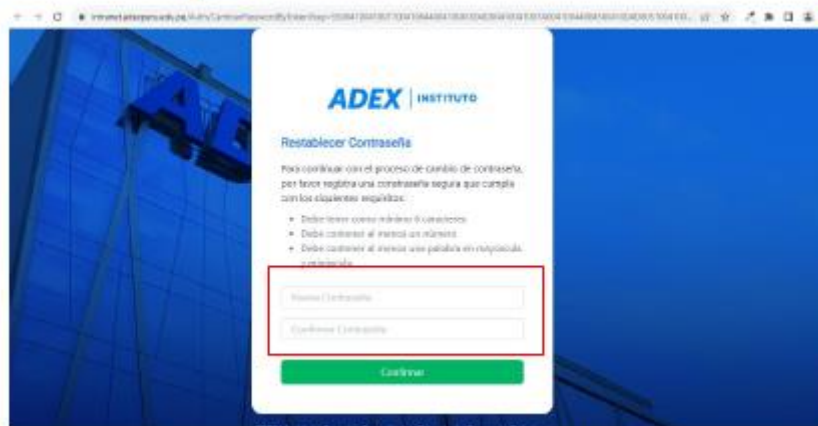 ADEX | INSTITUTO
Restablecer Contraseña
Para continuar con el proceso de cambio de contraseña,
por favor registra una constraseña segura que cumpla
con los siguientes requisitos:
Debe tener como mínimo 6 caracteres
Debe contener al menos un número
Debe contener al menos una palabra en mayúscula
y minúscula
Nueva Contraseña
Confirmar Contraseña
Confirmar